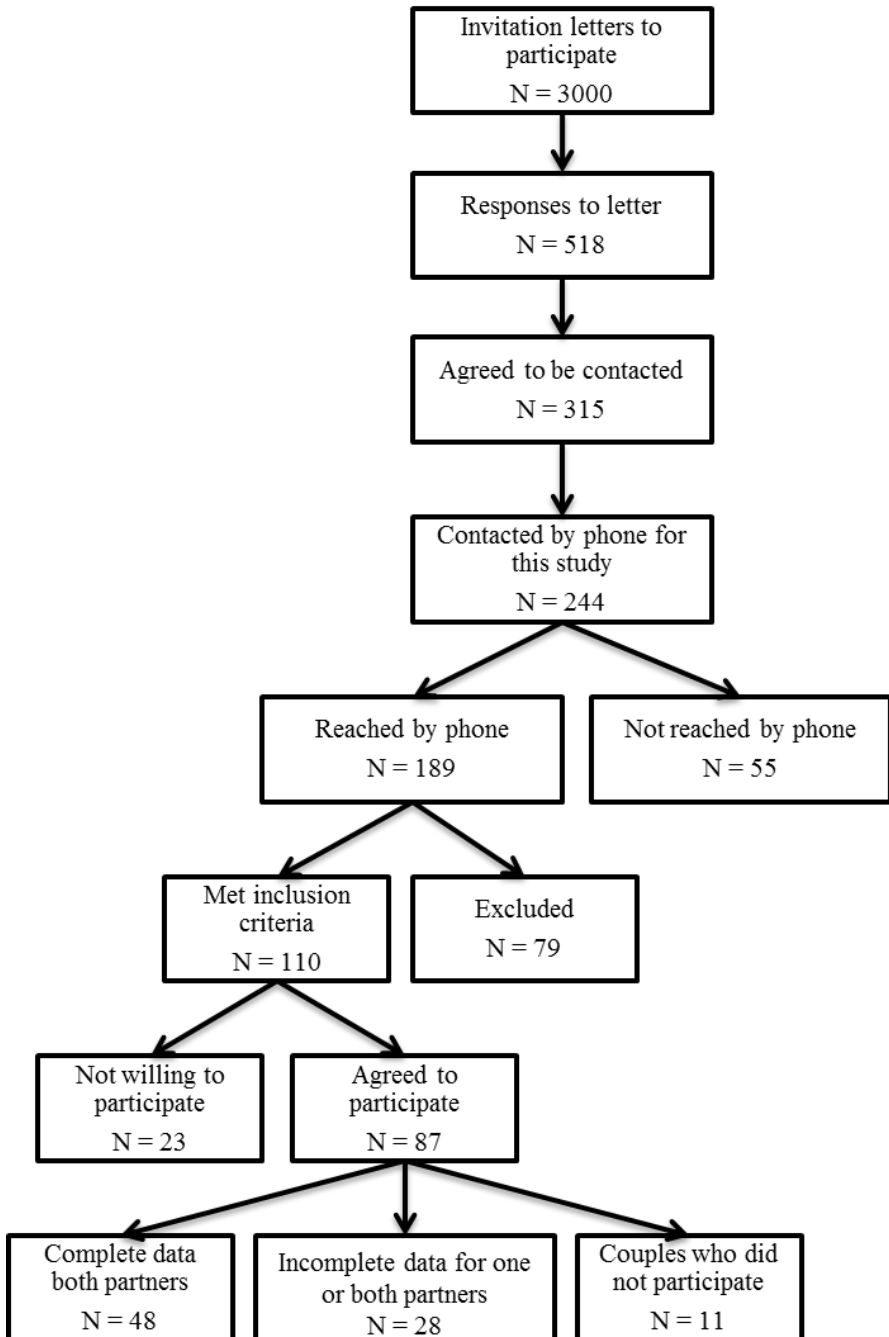 Invitation letters to
participate
N = 3000
Responses to letter
N = 518
Agreed to be contacted
N = 315
Contacted by phone for
this study
N = 244
Reached by phone
N = 189
Not reached by phone
N = 55
Met inclusion
criteria
N = 110
Excluded
N = 79
Not willing to
participate
N = 23
Agreed to
participate
N = 87
Complete data
both partners
N = 48
Incomplete data for one
or both partners
N = 28
Couples who did
not participate
N = 11